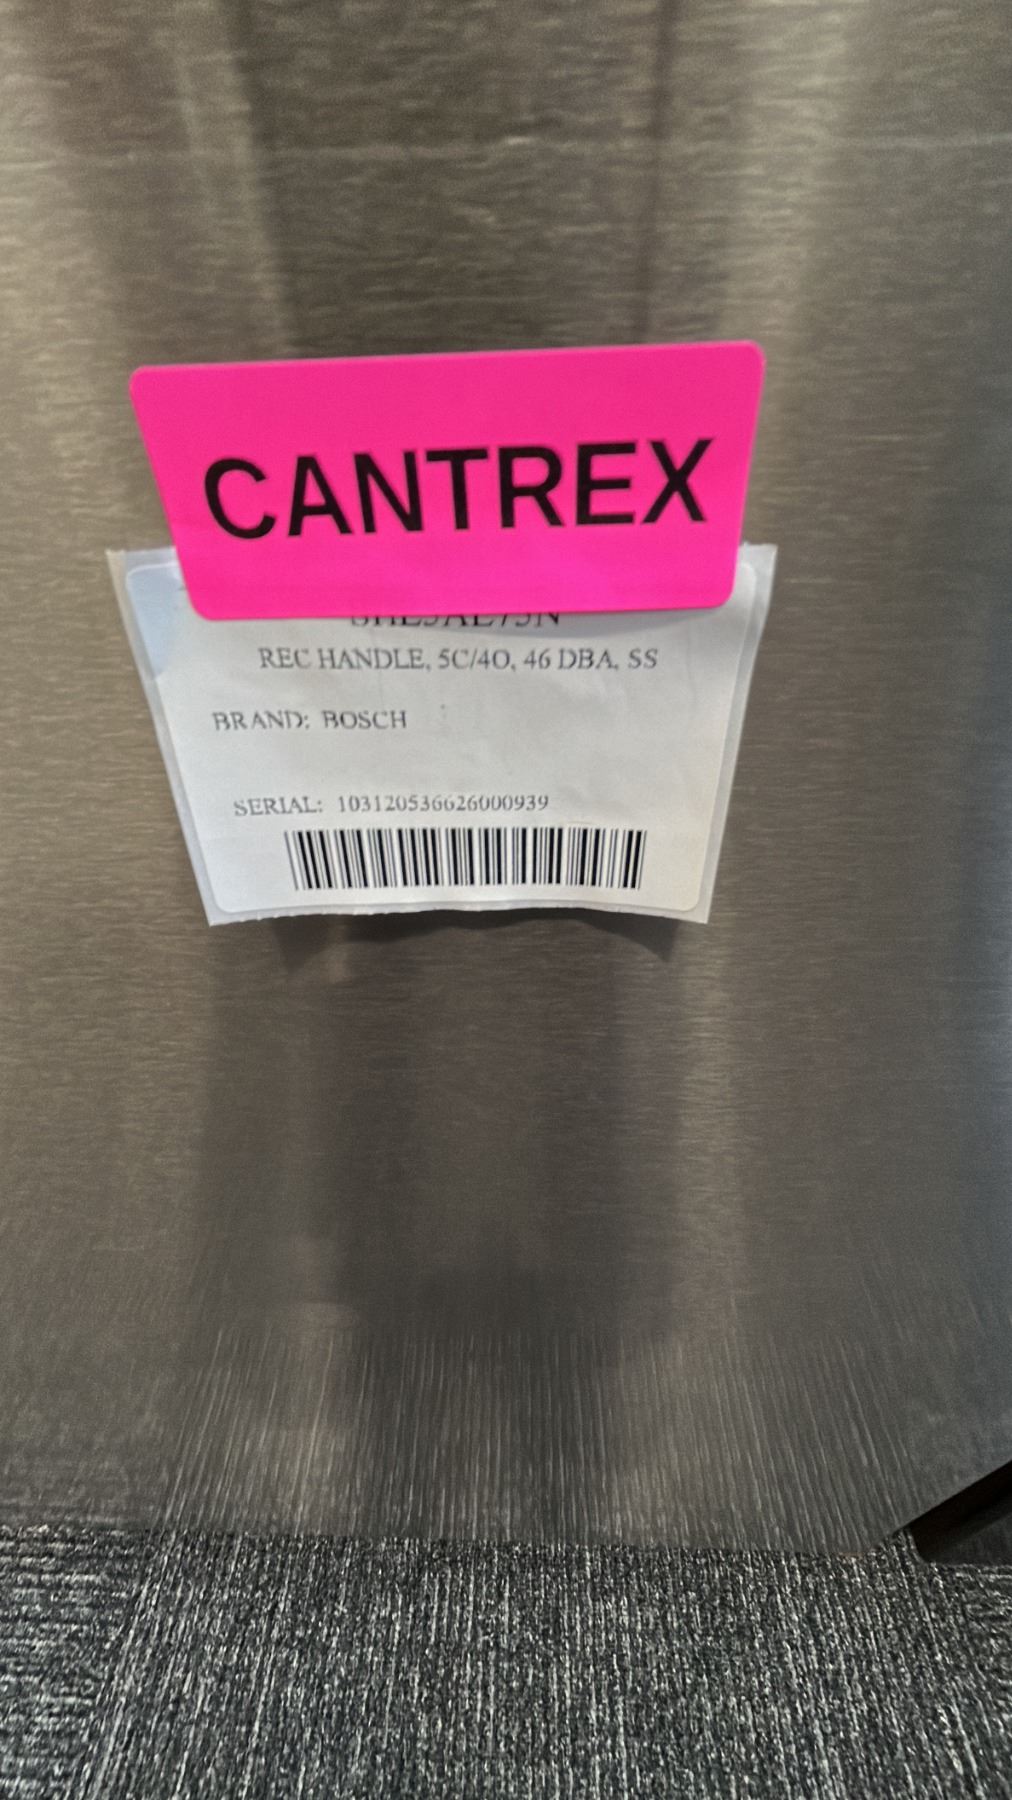 CANTREX
REC HANDLE, 5C/4O, 46 DBA, SS
BRAND: BOSCH
SERIAL: 103120536626000939